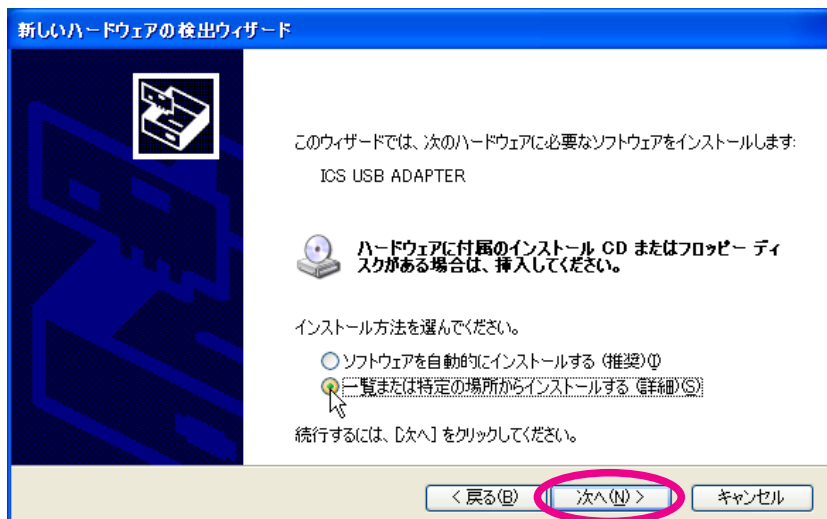 新しいハードウェアの検出ウィザード
このウィザードでは、次のハードウェアに必要なソフトウェアをインストールします:
ICS USB ADAPTER
ハードウェアに付属のインストール CD またはフロッピー ディ
スクがある場合は、挿入してください。
インストール方法を選んでください。
ソフトウェアを自動的にインストールする (推奨)(I)
一覧または特定の場所からインストールする (詳細)(S)
続行するには、[次へ] をクリックしてください。
< 戻る(B) 次へ(N) > キャンセル